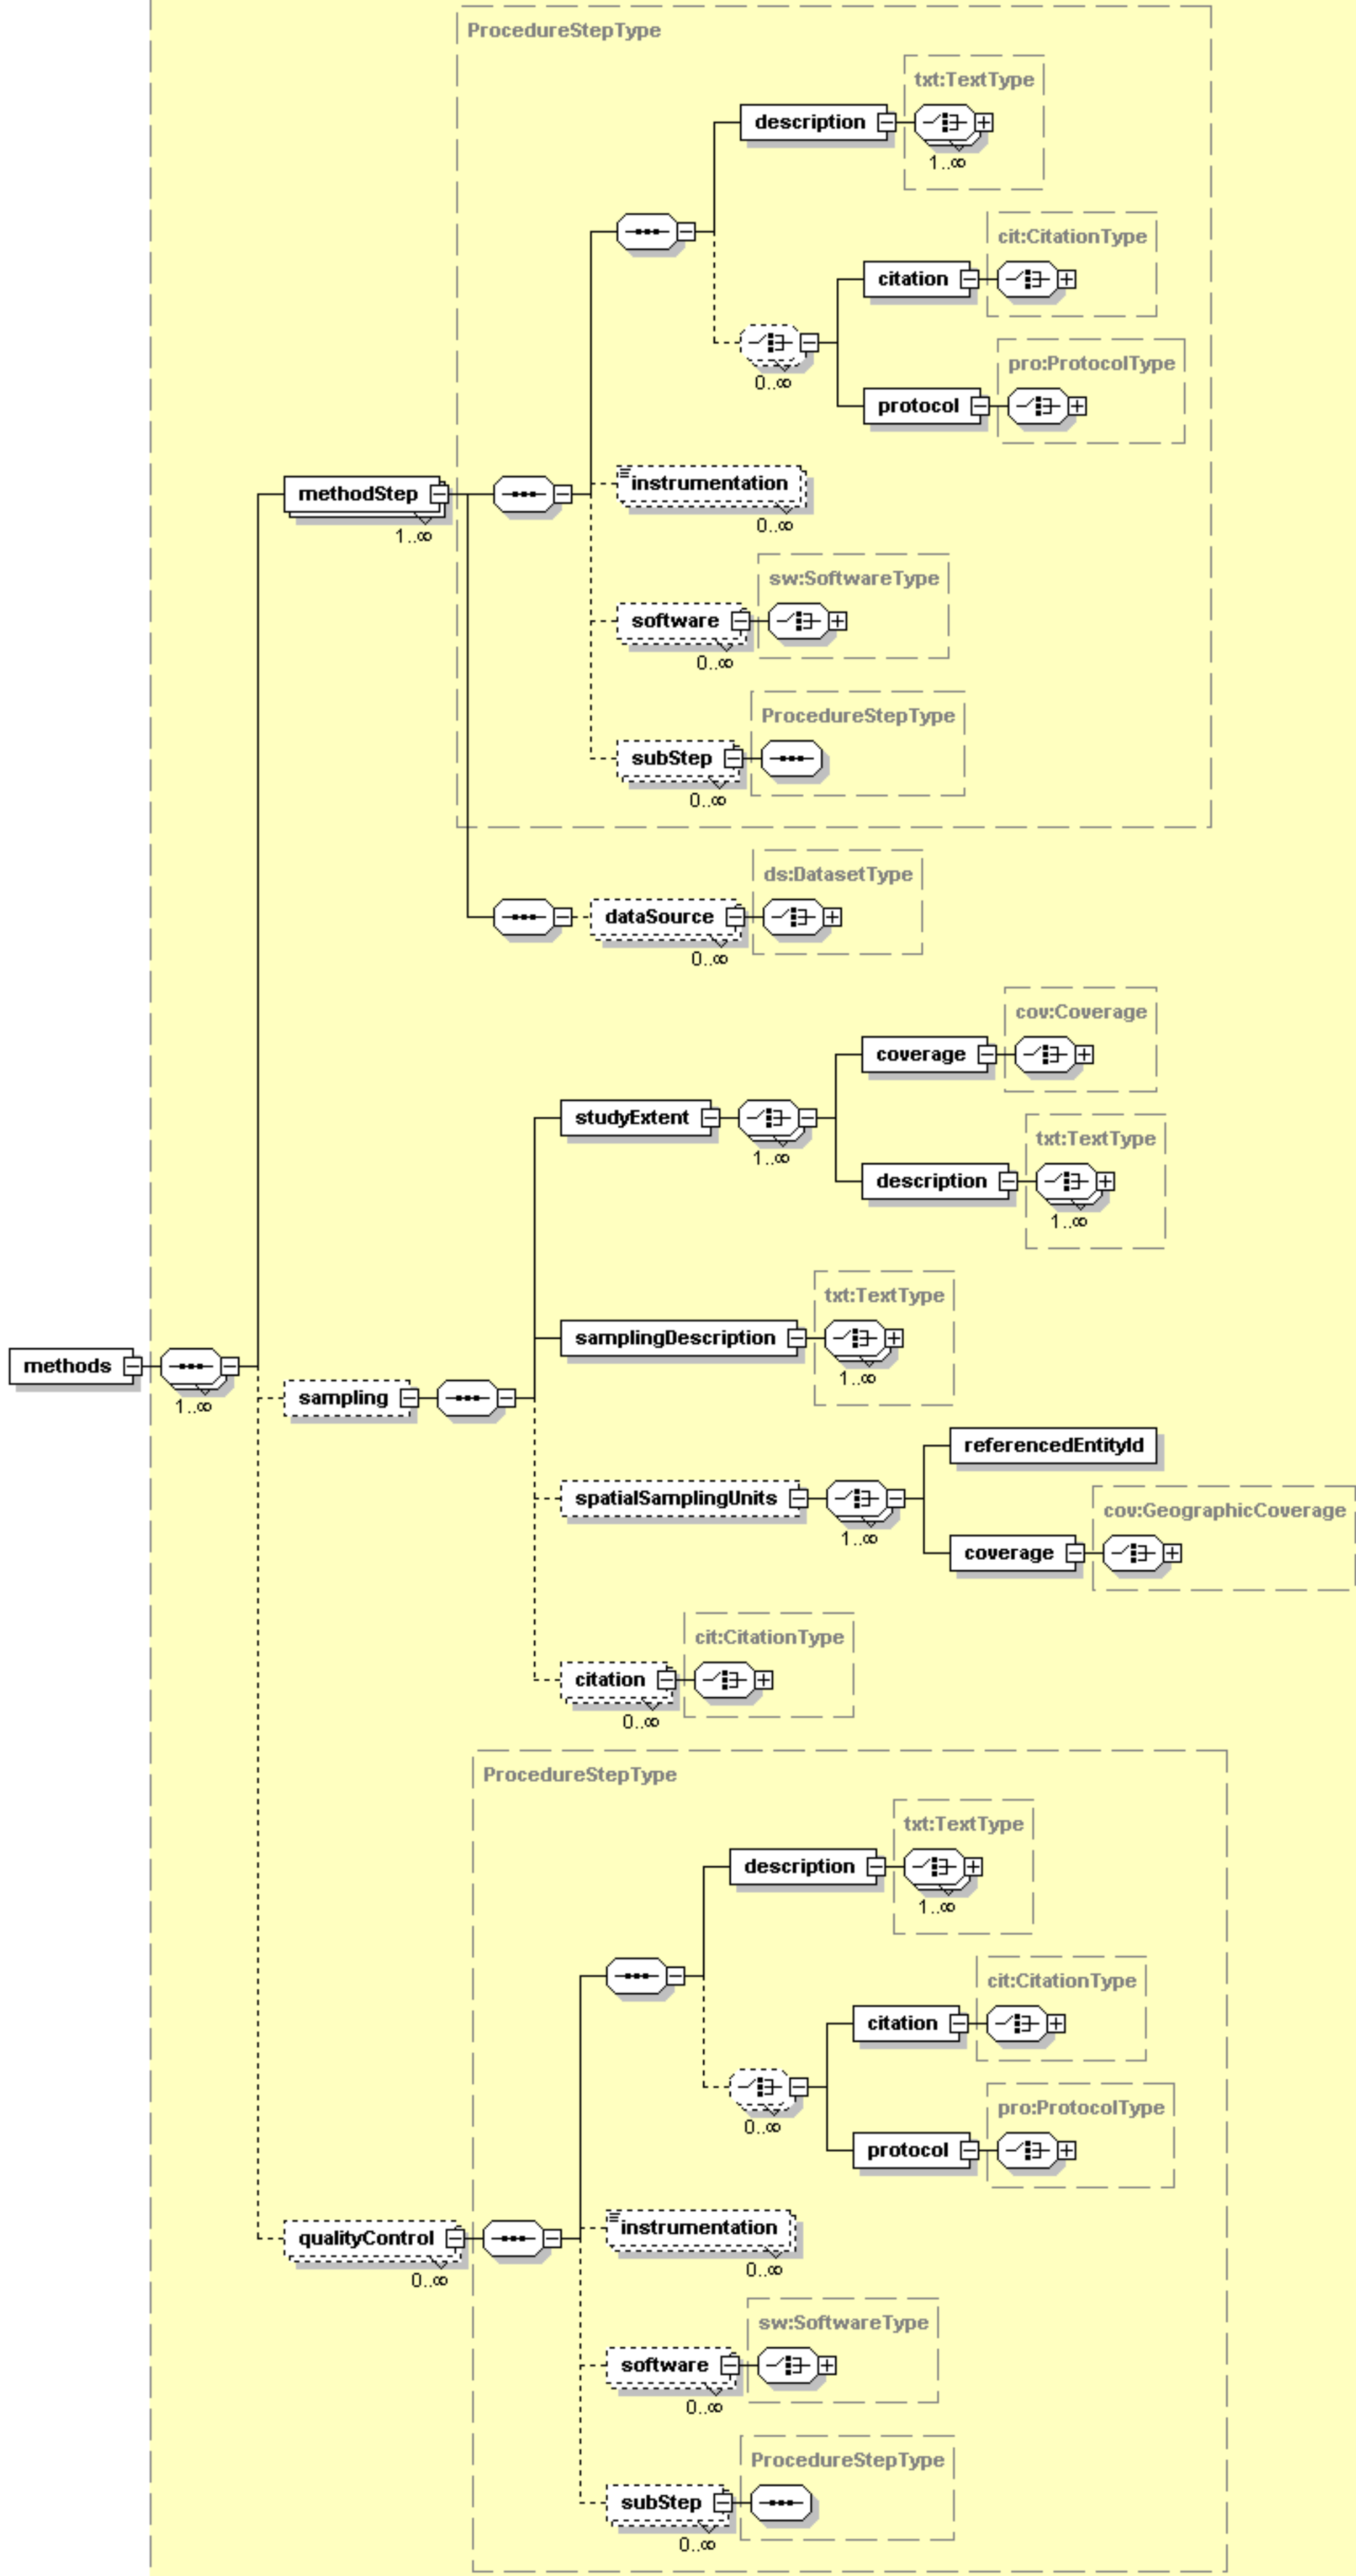 ProcedureStepType
txt:TextType
description
1..∞
cit:CitationType
citation
0..∞
pro:ProtocolType
protocol
methodStep
1..∞
instrumentation
0..∞
sw:SoftwareType
software
0..∞
ProcedureStepType
subStep
0..∞
ds:DatasetType
dataSource
0..∞
cov:Coverage
coverage
studyExtent
1..∞
txt:TextType
description
1..∞
txt:TextType
samplingDescription
1..∞
methods
1..∞
sampling
referencedEntityId
spatialSamplingUnits
1..∞
cov:GeographicCoverage
coverage
cit:CitationType
citation
0..∞
ProcedureStepType
txt:TextType
description
1..∞
cit:CitationType
citation
0..∞
pro:ProtocolType
protocol
qualityControl
0..∞
instrumentation
0..∞
sw:SoftwareType
software
0..∞
ProcedureStepType
subStep
0..∞